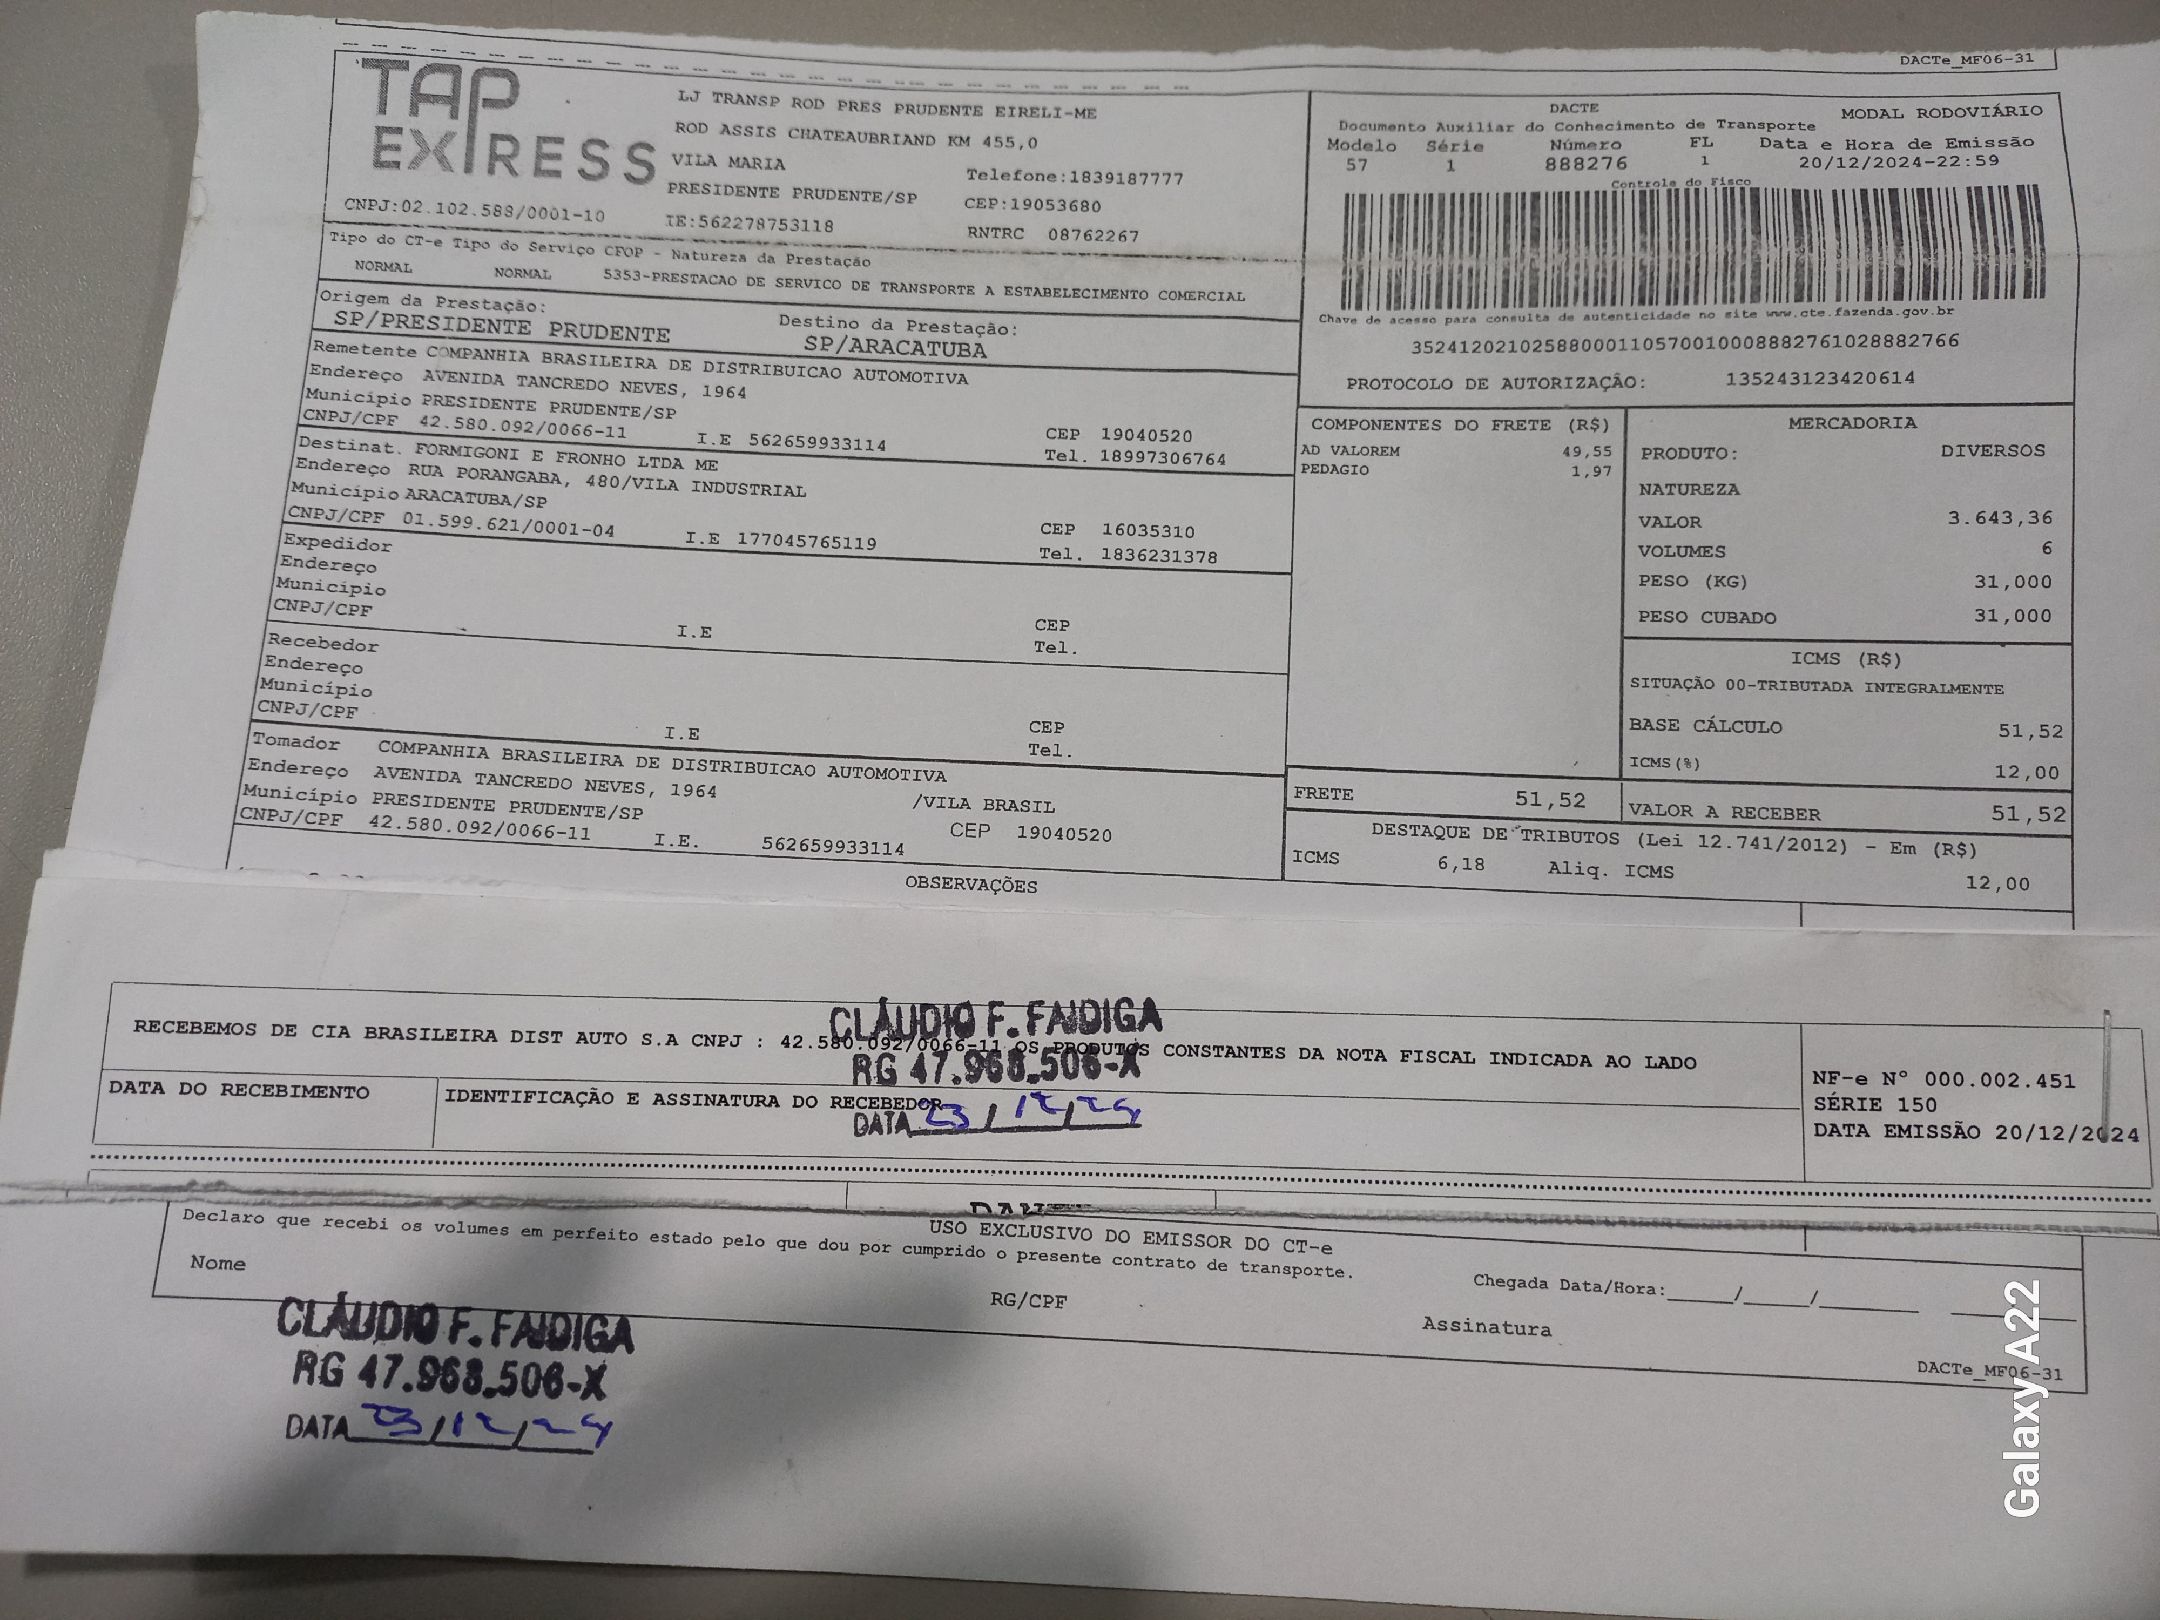 DACTe_MF06-31
TAP EXPRESS
LJ TRANSP ROD PRES PRUDENTE EIRELI-ME
ROD ASSIS CHATEAUBRIAND KM 455,0
VILA MARIA
Telefone:1839187777
PRESIDENTE PRUDENTE/SP
CEP:19053680
CNPJ:02.102.588/0001-10
IE:562278753118
RNTRC 08762267
DACTE
MODAL RODOVIÁRIO
Documento Auxiliar do Conhecimento de Transporte
Modelo Série Número FL Data e Hora de Emissão
57 1 888276 1 20/12/2024-22:59
Controle do Fisco
Chave de acesso para consulta de autenticidade no site www.cte.fazenda.gov.br
35241202102588000110570010008882761028882766
PROTOCOLO DE AUTORIZAÇÃO: 135243123420614
Tipo do CT-e Tipo do Serviço CFOP - Natureza da Prestação
NORMAL NORMAL 5353-PRESTACAO DE SERVICO DE TRANSPORTE A ESTABELECIMENTO COMERCIAL
Origem da Prestação: Destino da Prestação:
SP/PRESIDENTE PRUDENTE SP/ARACATUBA
Remetente COMPANHIA BRASILEIRA DE DISTRIBUICAO AUTOMOTIVA
Endereço AVENIDA TANCREDO NEVES, 1964
Município PRESIDENTE PRUDENTE/SP CEP 19040520
CNPJ/CPF 42.580.092/0066-11 I.E 562659933114 Tel. 18997306764
Destinat. FORMIGONI E FRONHO LTDA ME
Endereço RUA PORANGABA, 480/VILA INDUSTRIAL
Município ARACATUBA/SP CEP 16035310
CNPJ/CPF 01.599.621/0001-04 I.E 177045765119 Tel. 1836231378
Expedidor
Endereço
Município CEP
CNPJ/CPF I.E Tel.
Recebedor
Endereço
Município CEP
CNPJ/CPF I.E Tel.
Tomador COMPANHIA BRASILEIRA DE DISTRIBUICAO AUTOMOTIVA
Endereço AVENIDA TANCREDO NEVES, 1964 /VILA BRASIL
Município PRESIDENTE PRUDENTE/SP CEP 19040520
CNPJ/CPF 42.580.092/0066-11 I.E. 562659933114
COMPONENTES DO FRETE (R$)
AD VALOREM 49,55
PEDAGIO 1,97
MERCADORIA
PRODUTO: DIVERSOS
NATUREZA
VALOR 3.643,36
VOLUMES 6
PESO (KG) 31,000
PESO CUBADO 31,000
ICMS (R$)
SITUAÇÃO 00-TRIBUTADA INTEGRALMENTE
BASE CÁLCULO 51,52
ICMS(%) 12,00
FRETE 51,52 VALOR A RECEBER 51,52
DESTAQUE DE TRIBUTOS (Lei 12.741/2012) - Em (R$)
ICMS 6,18 Aliq. ICMS 12,00
OBSERVAÇÕES
RECEBEMOS DE CIA BRASILEIRA DIST AUTO S.A CNPJ : 42.580.092/0066-11 OS PRODUTOS CONSTANTES DA NOTA FISCAL INDICADA AO LADO
CLÁUDIO F. FAIDIGA
RG 47.968.506-X
DATA 23/12/24
DATA DO RECEBIMENTO IDENTIFICAÇÃO E ASSINATURA DO RECEBEDOR
NF-e Nº 000.002.451
SÉRIE 150
DATA EMISSÃO 20/12/2024
USO EXCLUSIVO DO EMISSOR DO CT-e
Declaro que recebi os volumes em perfeito estado pelo que dou por cumprido o presente contrato de transporte.
Nome RG/CPF Chegada Data/Hora:_____/_____/________
Assinatura
CLÁUDIO F. FAIDIGA
RG 47.968.506-X
DATA 23/12/24
DACTe_MF06-31
Galaxy A22